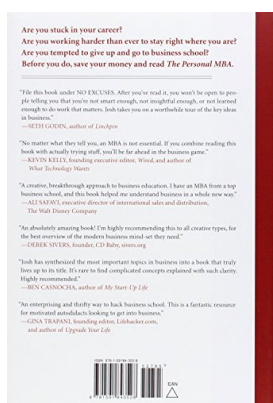 Are you stuck in your career?
Are you working harder than ever to stay right where you are?
Are you tempted to give up and go to business school?
Before you do, save your money and read The Personal MBA.
"File this book under NO EXCUSES. After you've read it, you won't be open to people
telling you that you're not smart enough, not insightful enough, or not learned
enough to do work that matters. Josh takes you on a worthwhile tour of the key ideas
in business."
—SETH GODIN, author of Linchpin
"No matter what they tell you, an MBA is not essential. If you combine reading this
book with actually trying stuff, you'll be far ahead in the business game."
—KEVIN KELLY, founding executive editor, Wired, and author of
What Technology Wants
"A creative, breakthrough approach to business education. I have an MBA from a top
business school, and this book helped me understand business in a whole new way."
—ALI SAFAVI, executive director of international sales and distribution,
The Walt Disney Company
"An absolutely amazing book! I'm highly recommending this to all creative types, for
the best overview of the modern business mind-set they need."
—DEREK SIVERS, founder, CD Baby, sivers.org
"Josh has synthesized the most important topics in business into a book that truly
lives up to its title. It's rare to find complicated concepts explained with such clarity.
Highly recommended."
—BEN CASNOCHA, author of My Start-Up Life
"An enterprising and thrifty way to hack business school. This is a fantastic resource
for motivated autodidacts looking to get into business."
—GINA TRAPANI, founding editor, Lifehacker.com,
and author of Upgrade Your Life
EAN